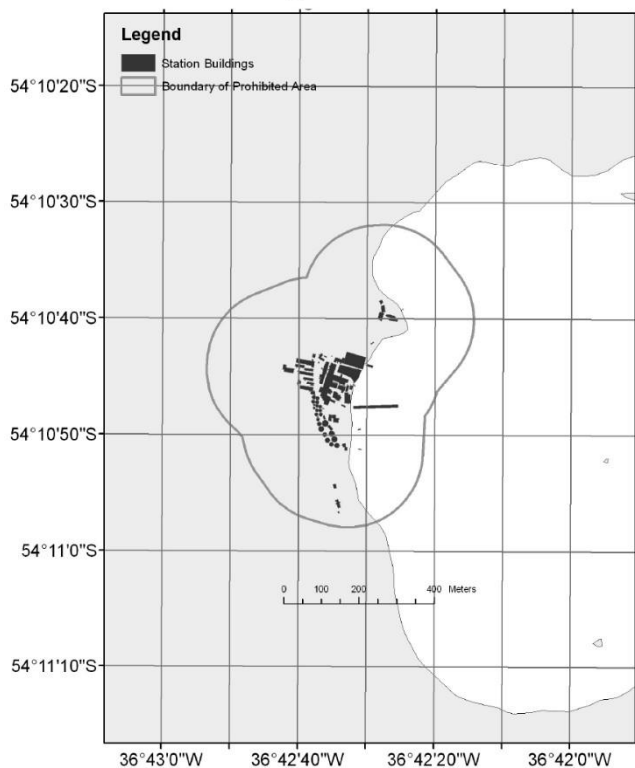 Legend
Station Buildings
Boundary of Prohibited Area
54°10'20"S
54°10'30"S
54°10'40"S
54°10'50"S
54°11'0"S
0 100 200 400 Meters
54°11'10"S
36°43'0"W 36°42'40"W 36°42'20"W 36°42'0"W